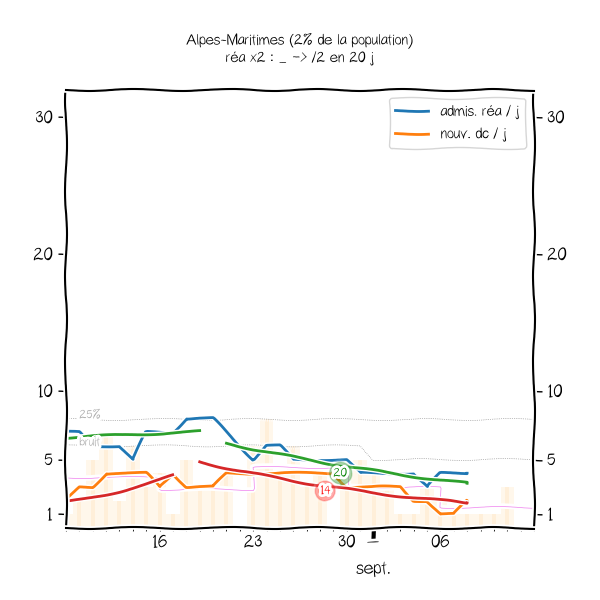 Alpes-Maritimes (2% de la population)
réa x2 : _ -> /2 en 20 j
admis. réa / j
nouv. dc / j
30
30
20
20
10
10
25%
bruit
5
5
20
14
1
1
16
23
30
06
sept.